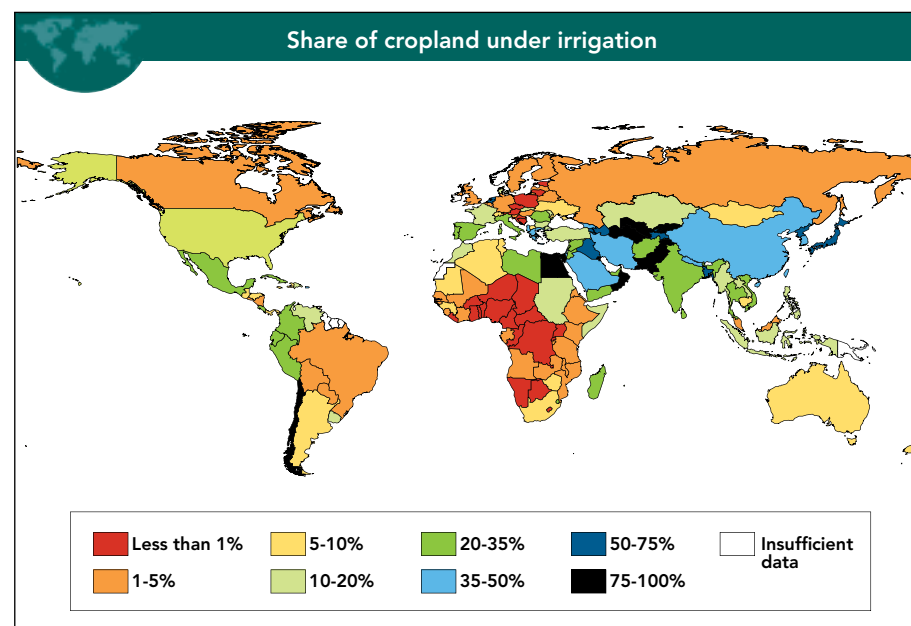 Share of cropland under irrigation
Less than 1%
5-10%
20-35%
50-75%
Insufficient
data
1-5%
10-20%
35-50%
75-100%